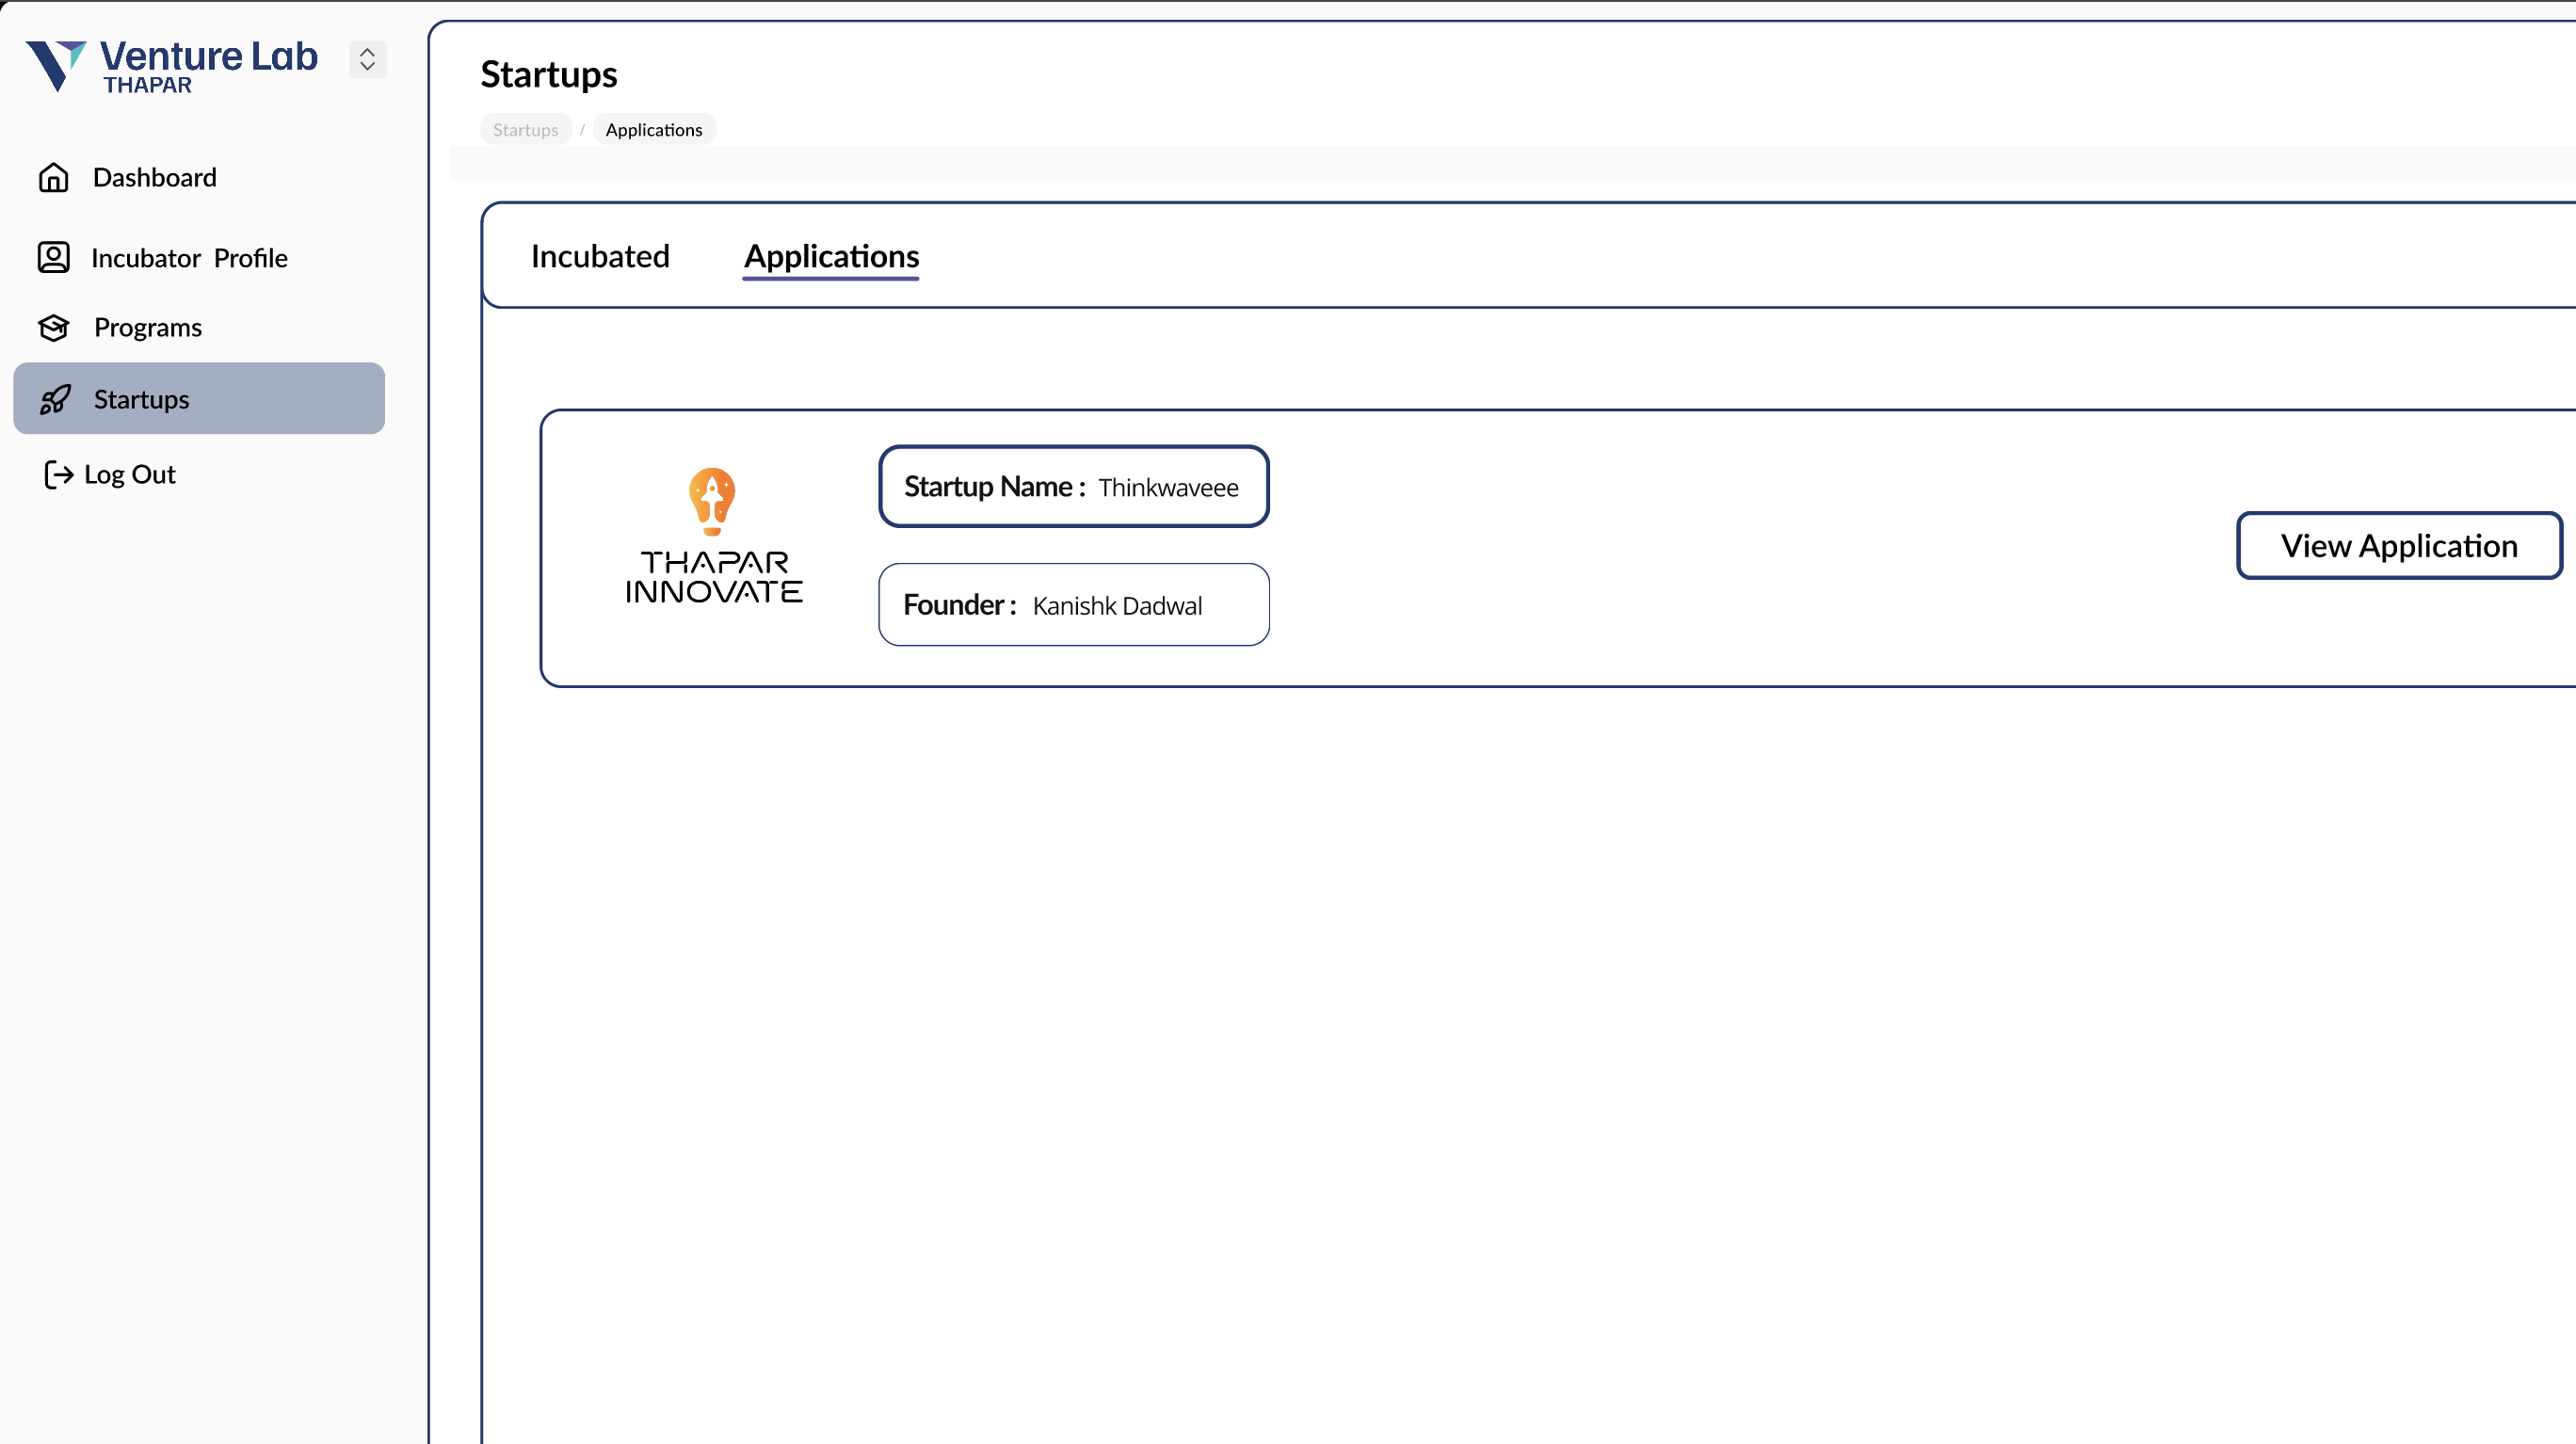 Venture Lab
THAPAR
Dashboard
Incubator Profile
Programs
Startups
Log Out
Startups
Startups / Applications
Incubated Applications
THAPAR
INNOVATE
Startup Name : Thinkwaveee
Founder : Kanishk Dadwal
View Application